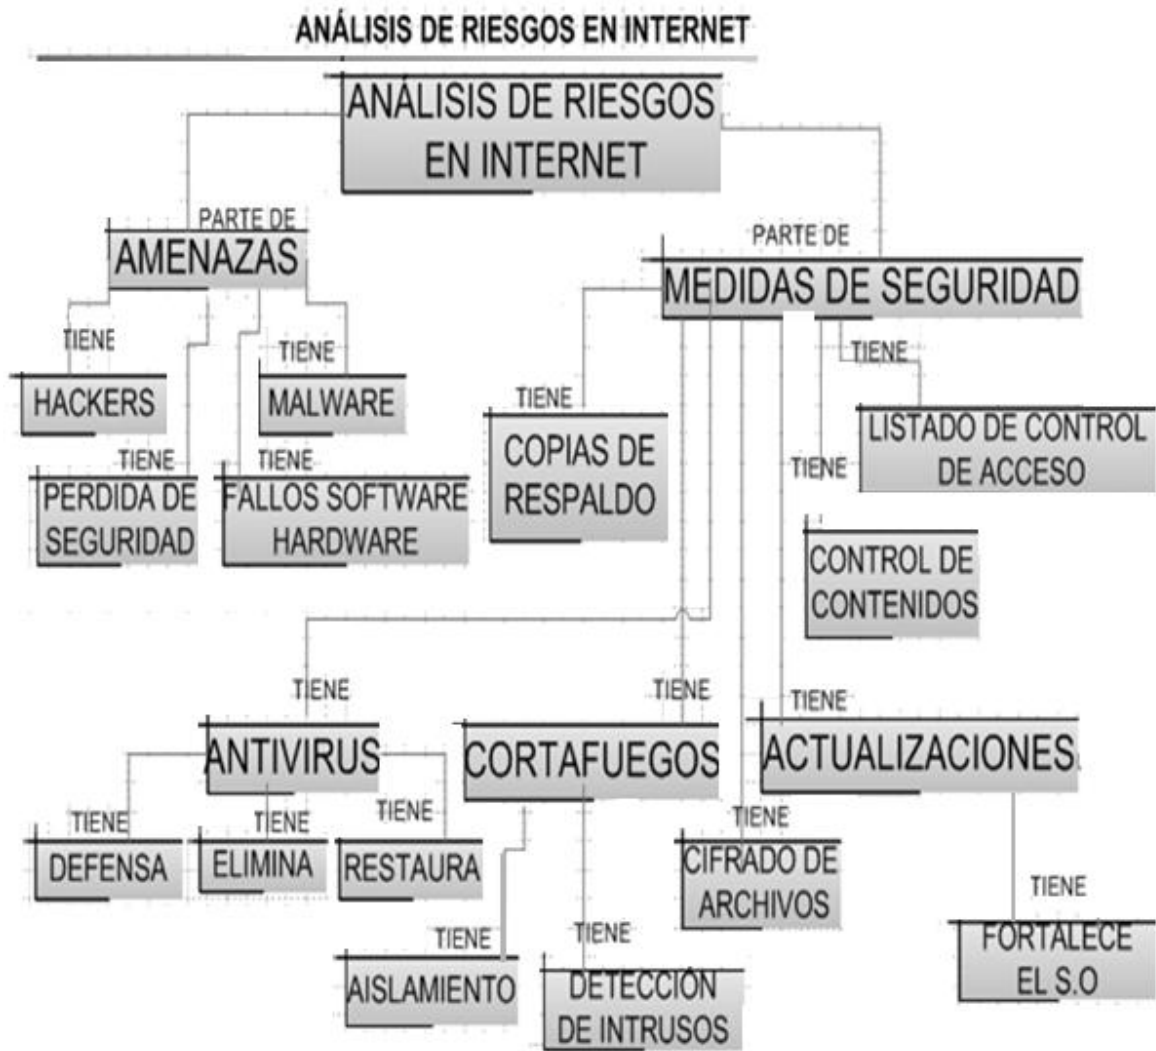 ANÁLISIS DE RIESGOS EN INTERNET
ANÁLISIS DE RIESGOS
EN INTERNET
PARTE DE
AMENAZAS
PARTE DE
MEDIDAS DE SEGURIDAD
TIENE
HACKERS
TIENE
MALWARE
TIENE
PERDIDA DE
SEGURIDAD
TIENE
FALLOS SOFTWARE
HARDWARE
TIENE
COPIAS DE
RESPALDO
TIENE
LISTADO DE CONTROL
DE ACCESO
TIENE
CONTROL DE
CONTENIDOS
TIENE
ANTIVIRUS
TIENE
CORTAFUEGOS
TIENE
ACTUALIZACIONES
TIENE
DEFENSA
TIENE
ELIMINA
TIENE
RESTAURA
TIENE
CIFRADO DE
ARCHIVOS
TIENE
AISLAMIENTO
TIENE
DETECCIÓN
DE INTRUSOS
TIENE
FORTALECE
EL S.O